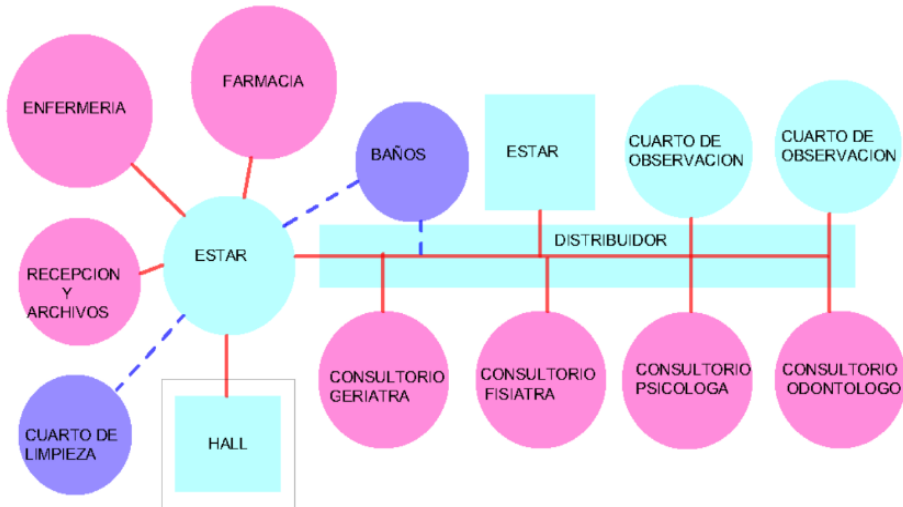 FARMACIA
ENFERMERIA
BAÑOS
ESTAR
CUARTO DE
OBSERVACION
CUARTO DE
OBSERVACION
DISTRIBUIDOR
ESTAR
RECEPCION
Y
ARCHIVOS
CONSULTORIO
GERIATRA
CONSULTORIO
FISIATRA
CONSULTORIO
PSICOLOGA
CONSULTORIO
ODONTOLOGO
CUARTO DE
LIMPIEZA
HALL